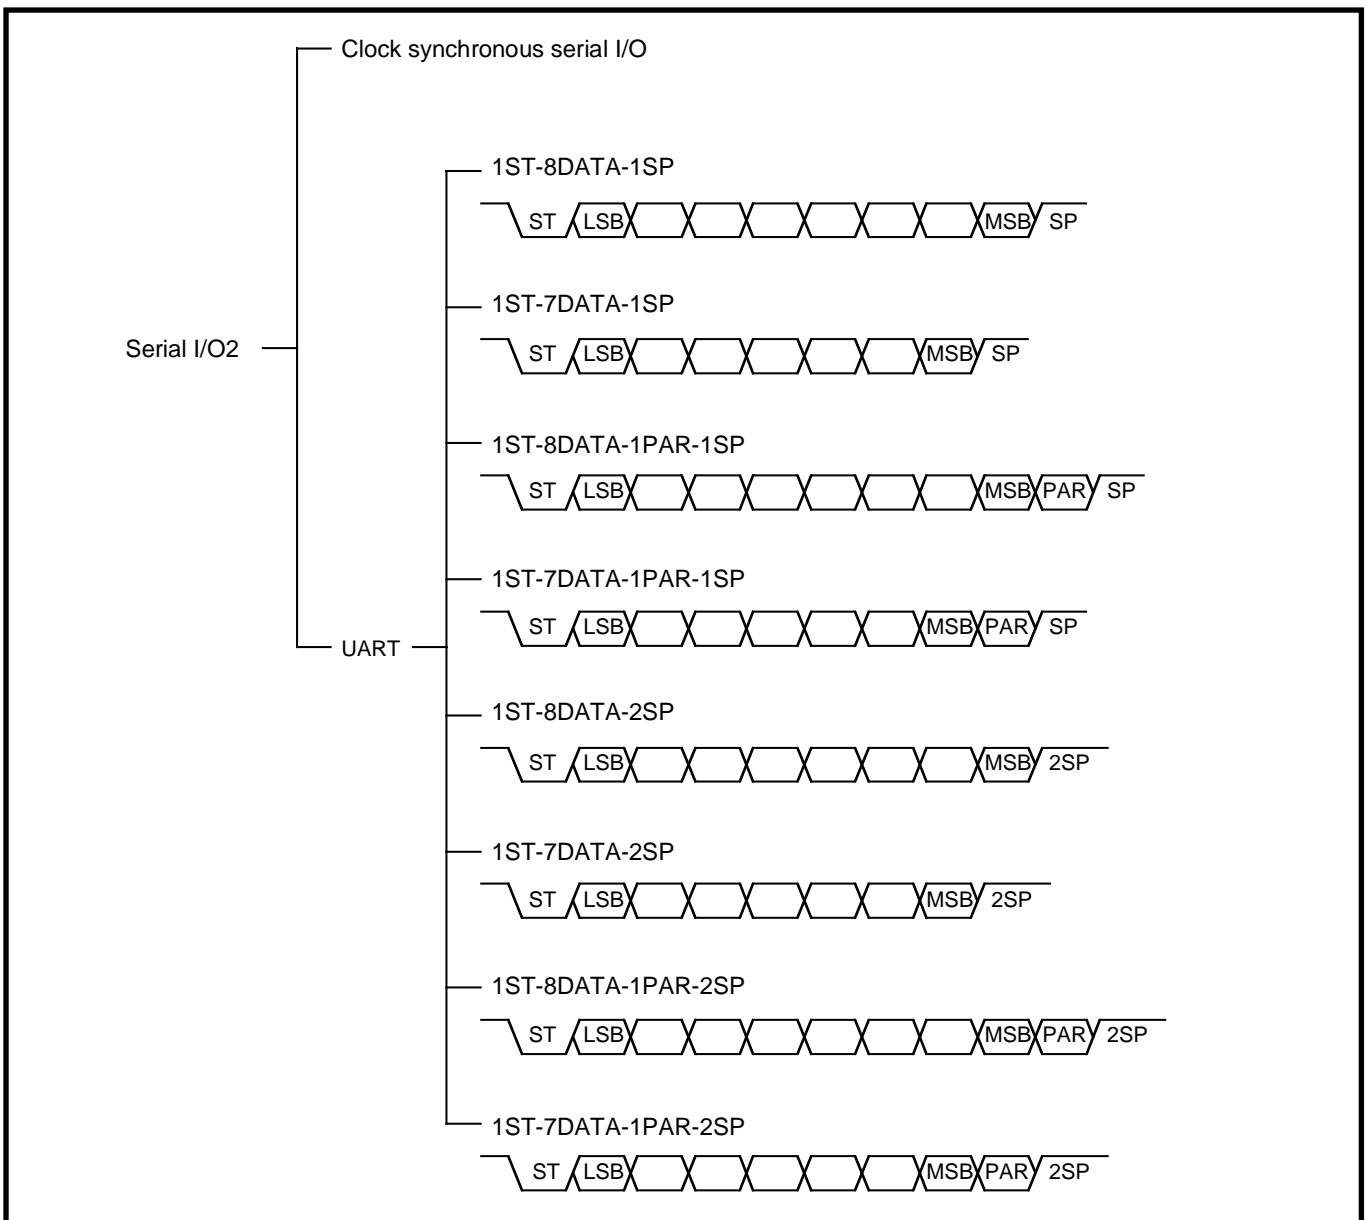 Clock synchronous serial I/O
1ST-8DATA-1SP
ST LSB MSB SP
1ST-7DATA-1SP
Serial I/O2
ST LSB MSB SP
1ST-8DATA-1PAR-1SP
ST LSB MSB PAR SP
1ST-7DATA-1PAR-1SP
ST LSB MSB PAR SP
UART
1ST-8DATA-2SP
ST LSB MSB 2SP
1ST-7DATA-2SP
ST LSB MSB 2SP
1ST-8DATA-1PAR-2SP
ST LSB MSB PAR 2SP
1ST-7DATA-1PAR-2SP
ST LSB MSB PAR 2SP